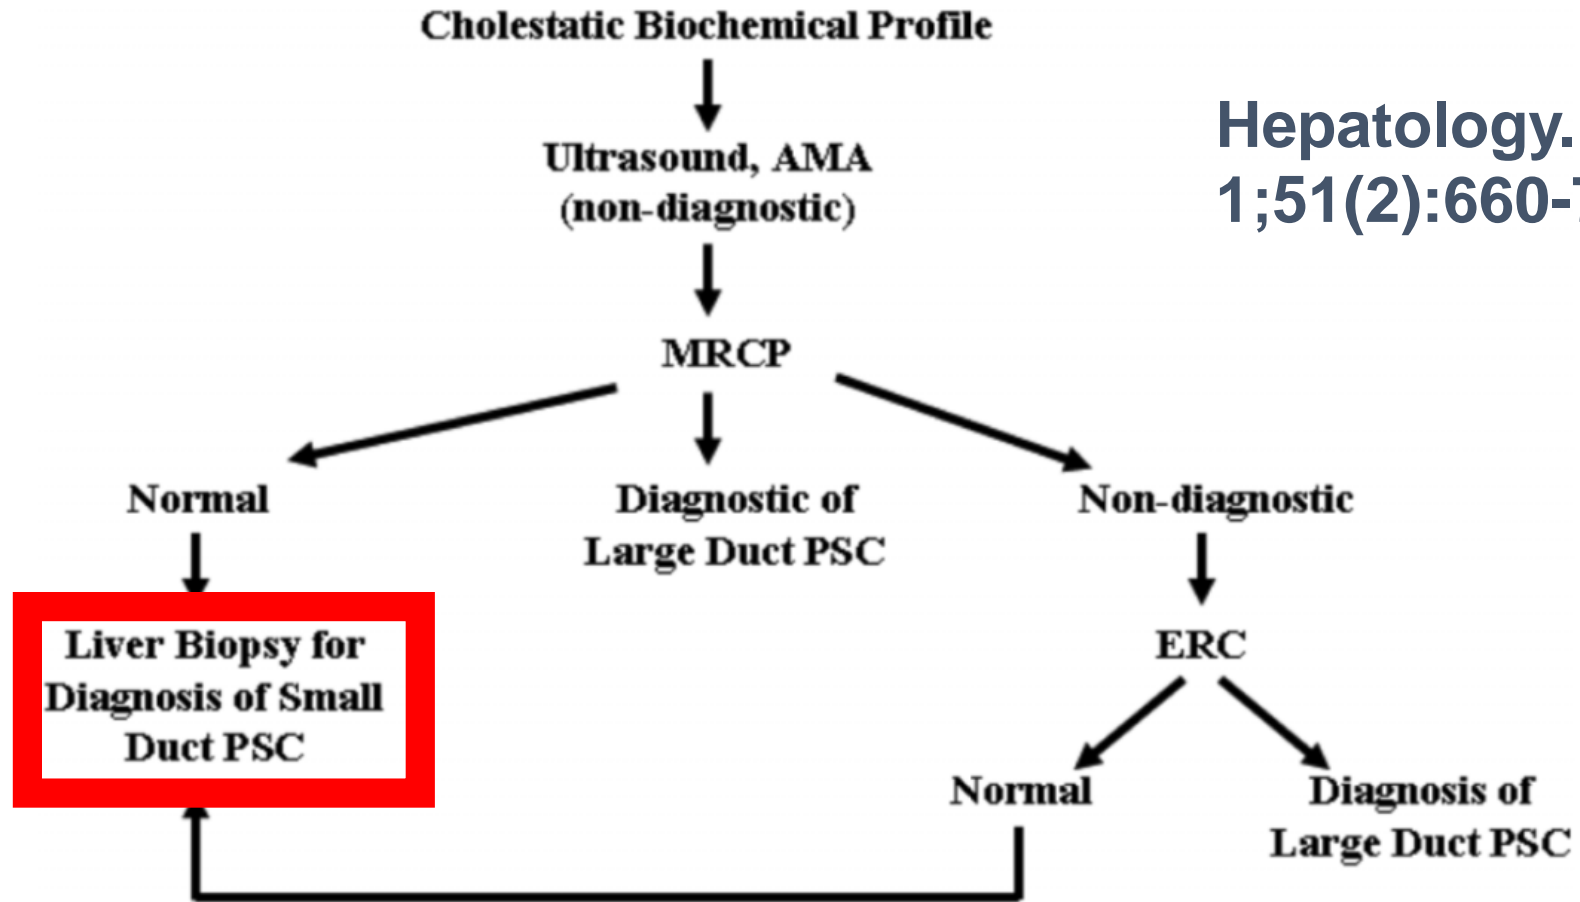 Cholestatic Biochemical Profile
Hepatology.
1;51(2):660-
Ultrasound, AMA
(non-diagnostic)
MRCP
Normal
Diagnostic of
Large Duct PSC
Non-diagnostic
Liver Biopsy for
Diagnosis of Small
Duct PSC
ERC
Normal
Diagnosis of
Large Duct PSC